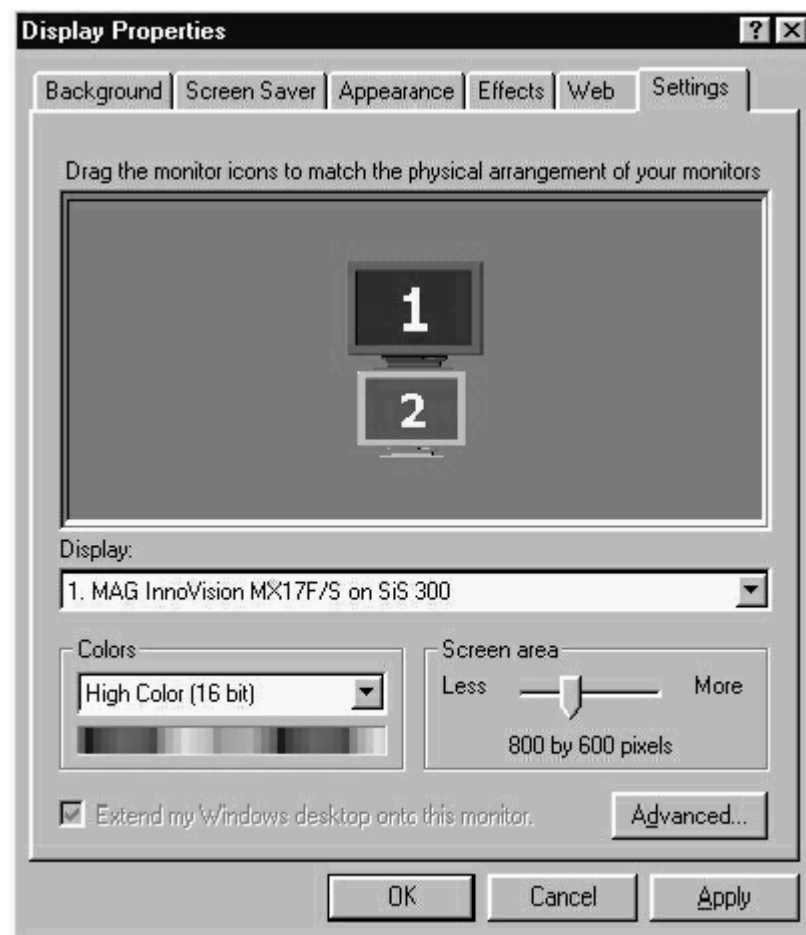 Display Properties
Background Screen Saver Appearance Effects Web Settings
Drag the monitor icons to match the physical arrangement of your monitors
1
2
Display:
1. MAG InnoVision MX17F/S on SiS 300
Colors
High Color (16 bit)
Screen area
Less More
800 by 600 pixels
Extend my Windows desktop onto this monitor.
Advanced...
OK Cancel Apply